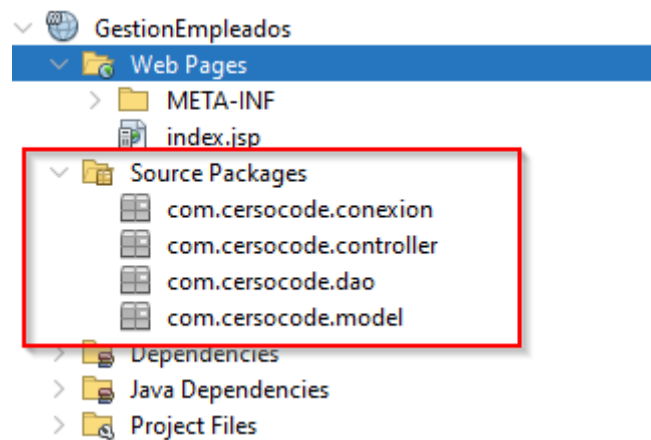 GestionEmpleados
Web Pages
META-INF
index.jsp
Source Packages
com.cersocode.conexion
com.cersocode.controller
com.cersocode.dao
com.cersocode.model
Dependencies
Java Dependencies
Project Files